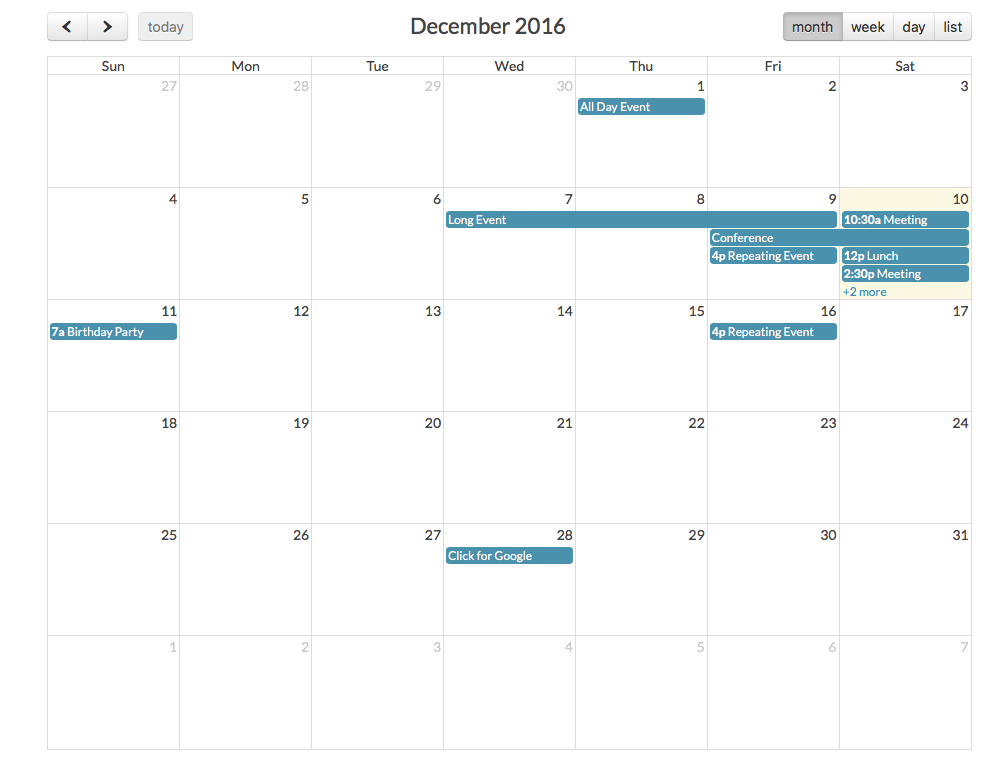 today
December 2016
month week day list
Sun Mon Tue Wed Thu Fri Sat
27 28 29 30 1 2 3
All Day Event
4 5 6 7 8 9 10
Long Event 10:30a Meeting
Conference
4p Repeating Event 12p Lunch
2:30p Meeting
+2 more
11 12 13 14 15 16 17
7a Birthday Party 4p Repeating Event
18 19 20 21 22 23 24
25 26 27 28 29 30 31
Click for Google
1 2 3 4 5 6 7